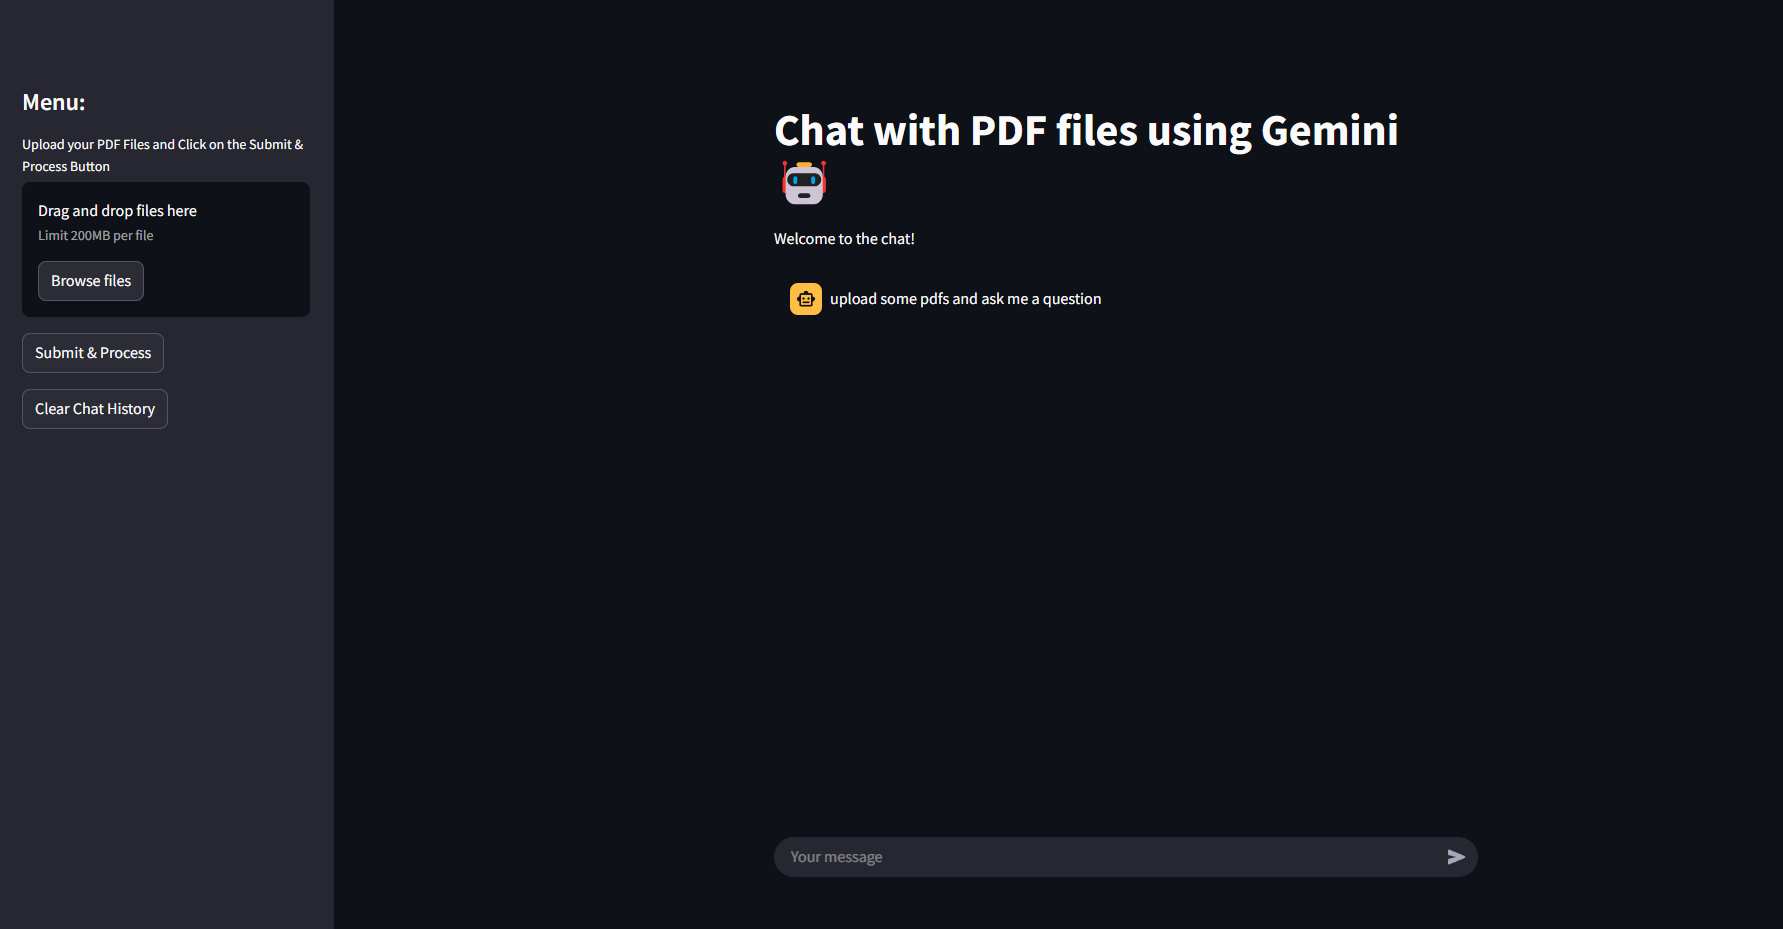 Menu:
Upload your PDF Files and Click on the Submit &
Process Button
Drag and drop files here
Limit 200MB per file
Browse files
Submit & Process
Clear Chat History
Chat with PDF files using Gemini
Welcome to the chat!
upload some pdfs and ask me a question
Your message